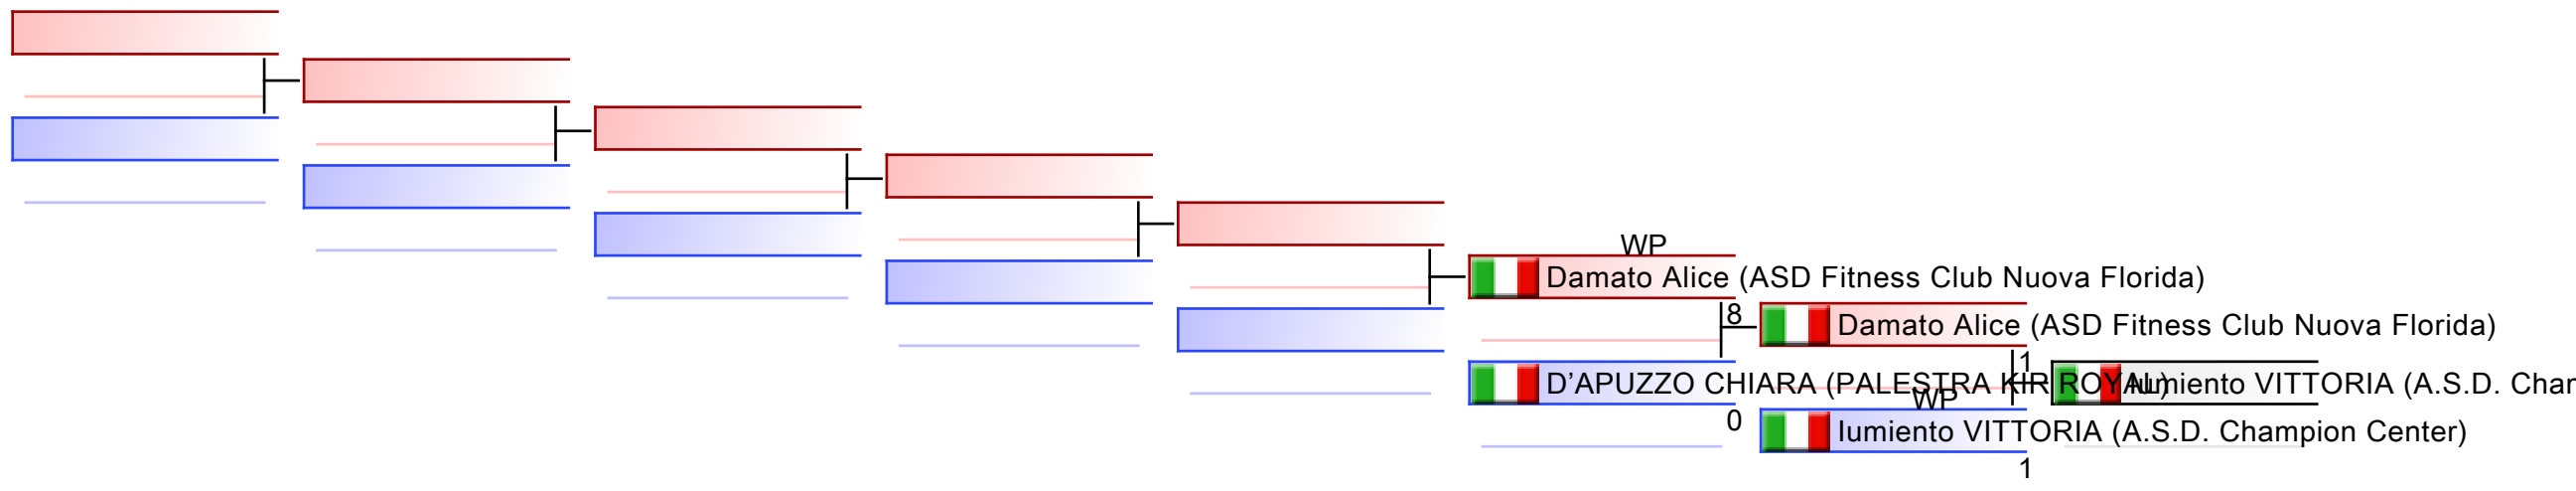 WP
Damato Alice (ASD Fitness Club Nuova Florida)
8
Damato Alice (ASD Fitness Club Nuova Florida)
1
D’APUZZO CHIARA (PALESTRA KIR ROYAL)
Iumiento VITTORIA (A.S.D. Cham
WP
0
Iumiento VITTORIA (A.S.D. Champion Center)
1